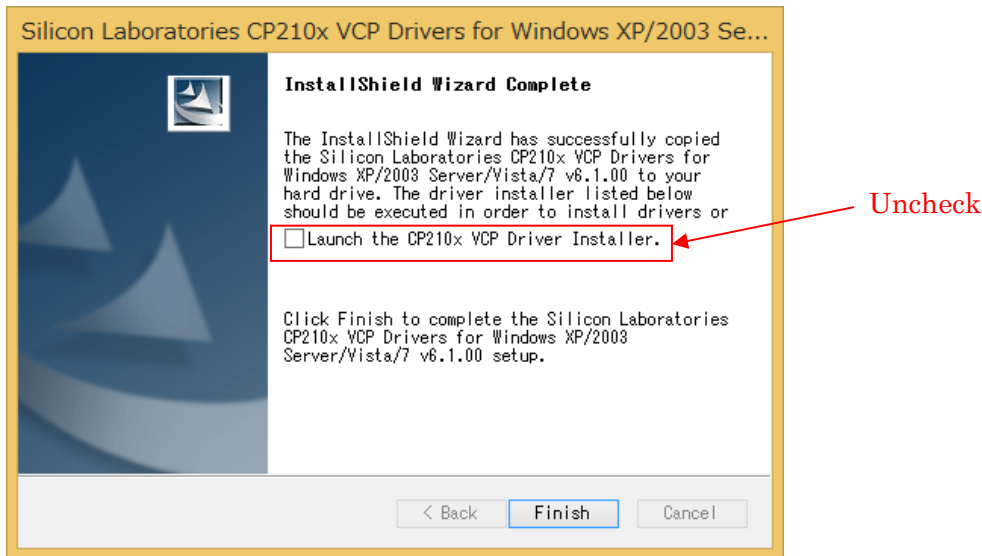 Silicon Laboratories CP210x VCP Drivers for Windows XP/2003 Se...
InstallShield Wizard Complete
The InstallShield Wizard has successfully copied
the Silicon Laboratories CP210x VCP Drivers for
Windows XP/2003 Server/Vista/7 v6.1.00 to your
hard drive. The driver installer listed below
should be executed in order to install drivers or
Uncheck
Launch the CP210x VCP Driver Installer.
Click Finish to complete the Silicon Laboratories
CP210x VCP Drivers for Windows XP/2003
Server/Vista/7 v6.1.00 setup.
< Back
Finish
Cancel